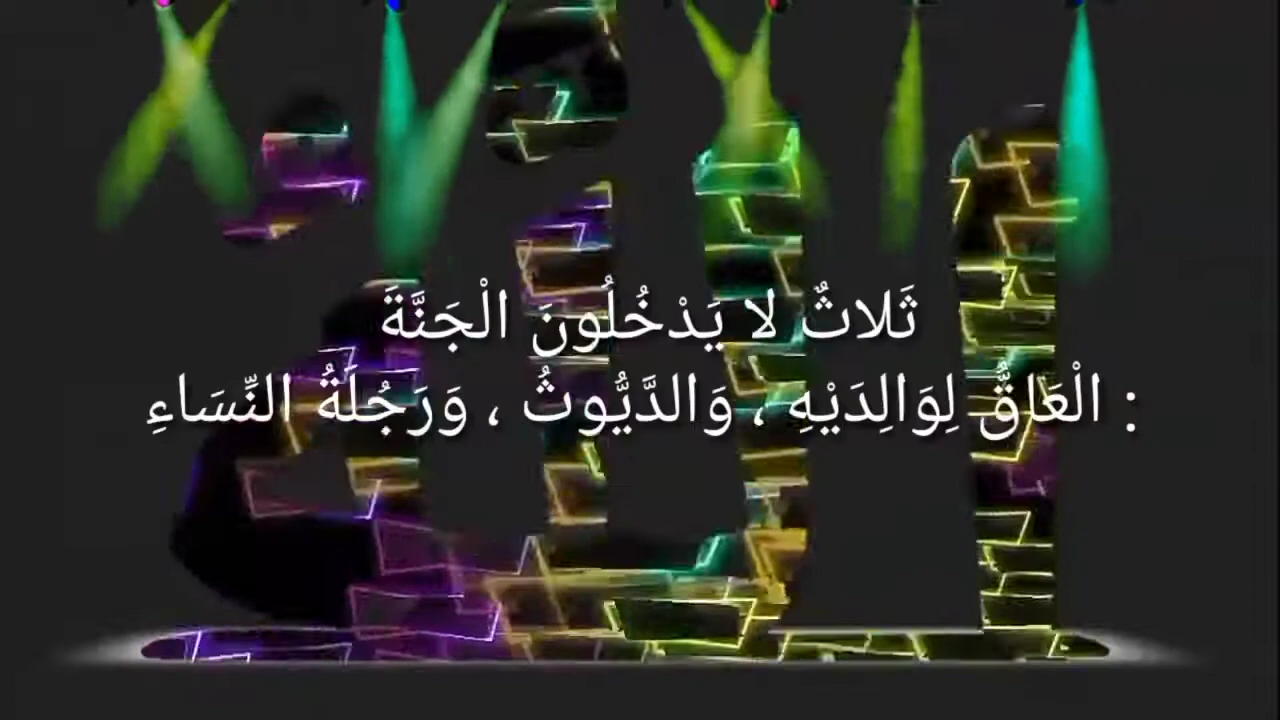 ثَلاثٌ لا يَدْخُلُونَ الْجَنَّةَ
: الْعَاقُّ لِوَالِدَيْهِ ، وَالدَّيُّوثُ ، وَرَجُلَةُ النِّسَاءِ